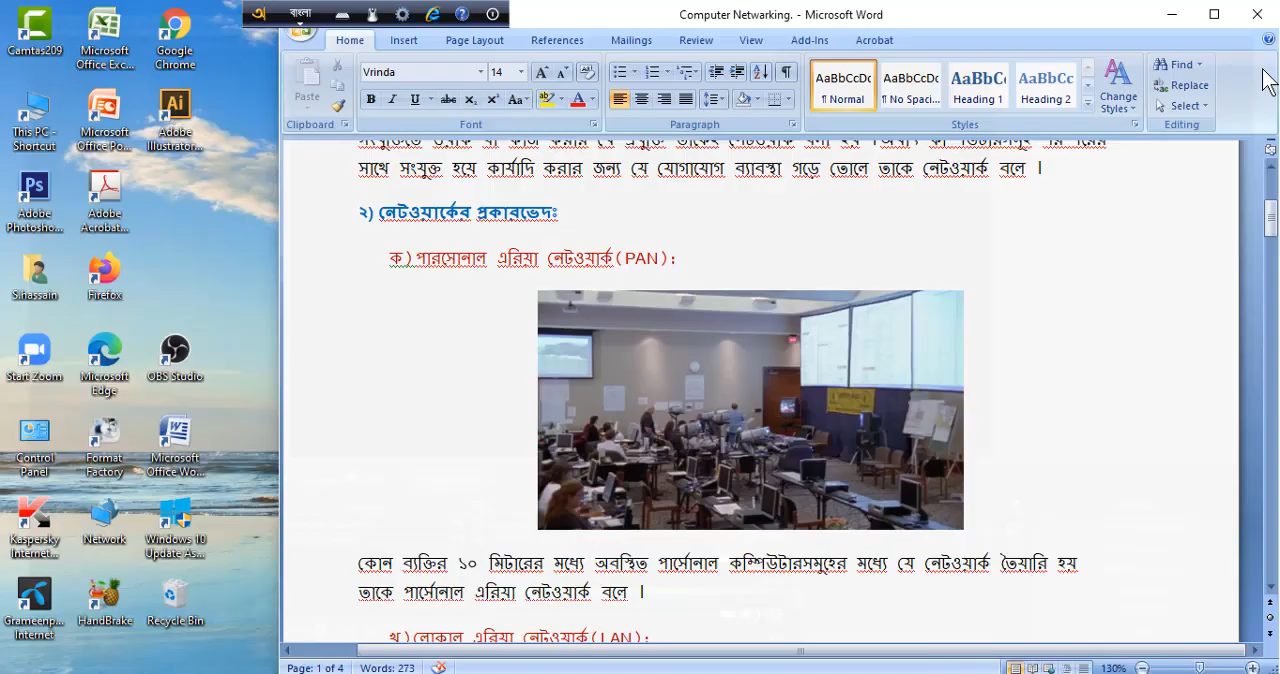 বাংলা
Computer Networking. - Microsoft Word
Home Insert Page Layout References Mailings Review View Add-Ins Acrobat
Paste
Vrinda 14
AaBbCcDc AaBbCcDc AaBbCc AaBbCc
¶ Normal ¶ No Spaci... Heading 1 Heading 2
Change Styles
Find
Replace
Select
Clipboard Font Paragraph Styles Editing
Camtas209
Microsoft Office Exc...
Google Chrome
This PC - Shortcut
Microsoft Office Po...
Adobe Illustrator...
Adobe Photosho...
Adobe Acrobat...
Sihassain
Firefox
Start Zoom
Microsoft Edge
OBS Studio
Control Panel
Format Factory
Microsoft Office Wo...
Kaspersky Internet...
Network
Windows 10 Update As...
Grameenp... Internet
HandBrake
Recycle Bin
সাথে সংযুক্ত হয়ে কার্যাদি করার জন্য যে যোগাযোগ ব্যাবস্থা গড়ে তোলে তাকে নেটওয়ার্ক বলে ।
২) নেটওয়ার্কের প্রকারভেদঃ
ক)পারসোনাল এরিয়া নেটওয়ার্ক(PAN):
কোন ব্যক্তির ১০ মিটারের মধ্যে অবস্থিত পার্সোনাল কম্পিউটারসমূহের মধ্যে যে নেটওয়ার্ক তৈয়ারি হয়
তাকে পার্সোনাল এরিয়া নেটওয়ার্ক বলে ।
খ)লোকাল এরিয়া নেটওয়ার্ক(LAN):
Page: 1 of 4 Words: 273 130%